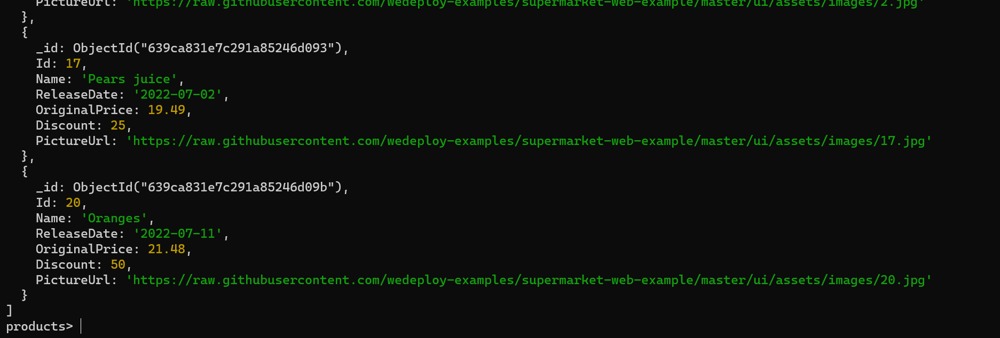 PictureUrl: 'https://raw.githubusercontent.com/wedeploy-examples/supermarket-web-example/master/ui/assets/images/2.jpg'
},
{
_id: ObjectId("639ca831e7c291a85246d093"),
Id: 17,
Name: 'Pears juice',
ReleaseDate: '2022-07-02',
OriginalPrice: 19.49,
Discount: 25,
PictureUrl: 'https://raw.githubusercontent.com/wedeploy-examples/supermarket-web-example/master/ui/assets/images/17.jpg'
},
{
_id: ObjectId("639ca831e7c291a85246d09b"),
Id: 20,
Name: 'Oranges',
ReleaseDate: '2022-07-11',
OriginalPrice: 21.48,
Discount: 50,
PictureUrl: 'https://raw.githubusercontent.com/wedeploy-examples/supermarket-web-example/master/ui/assets/images/20.jpg'
}
]
products>